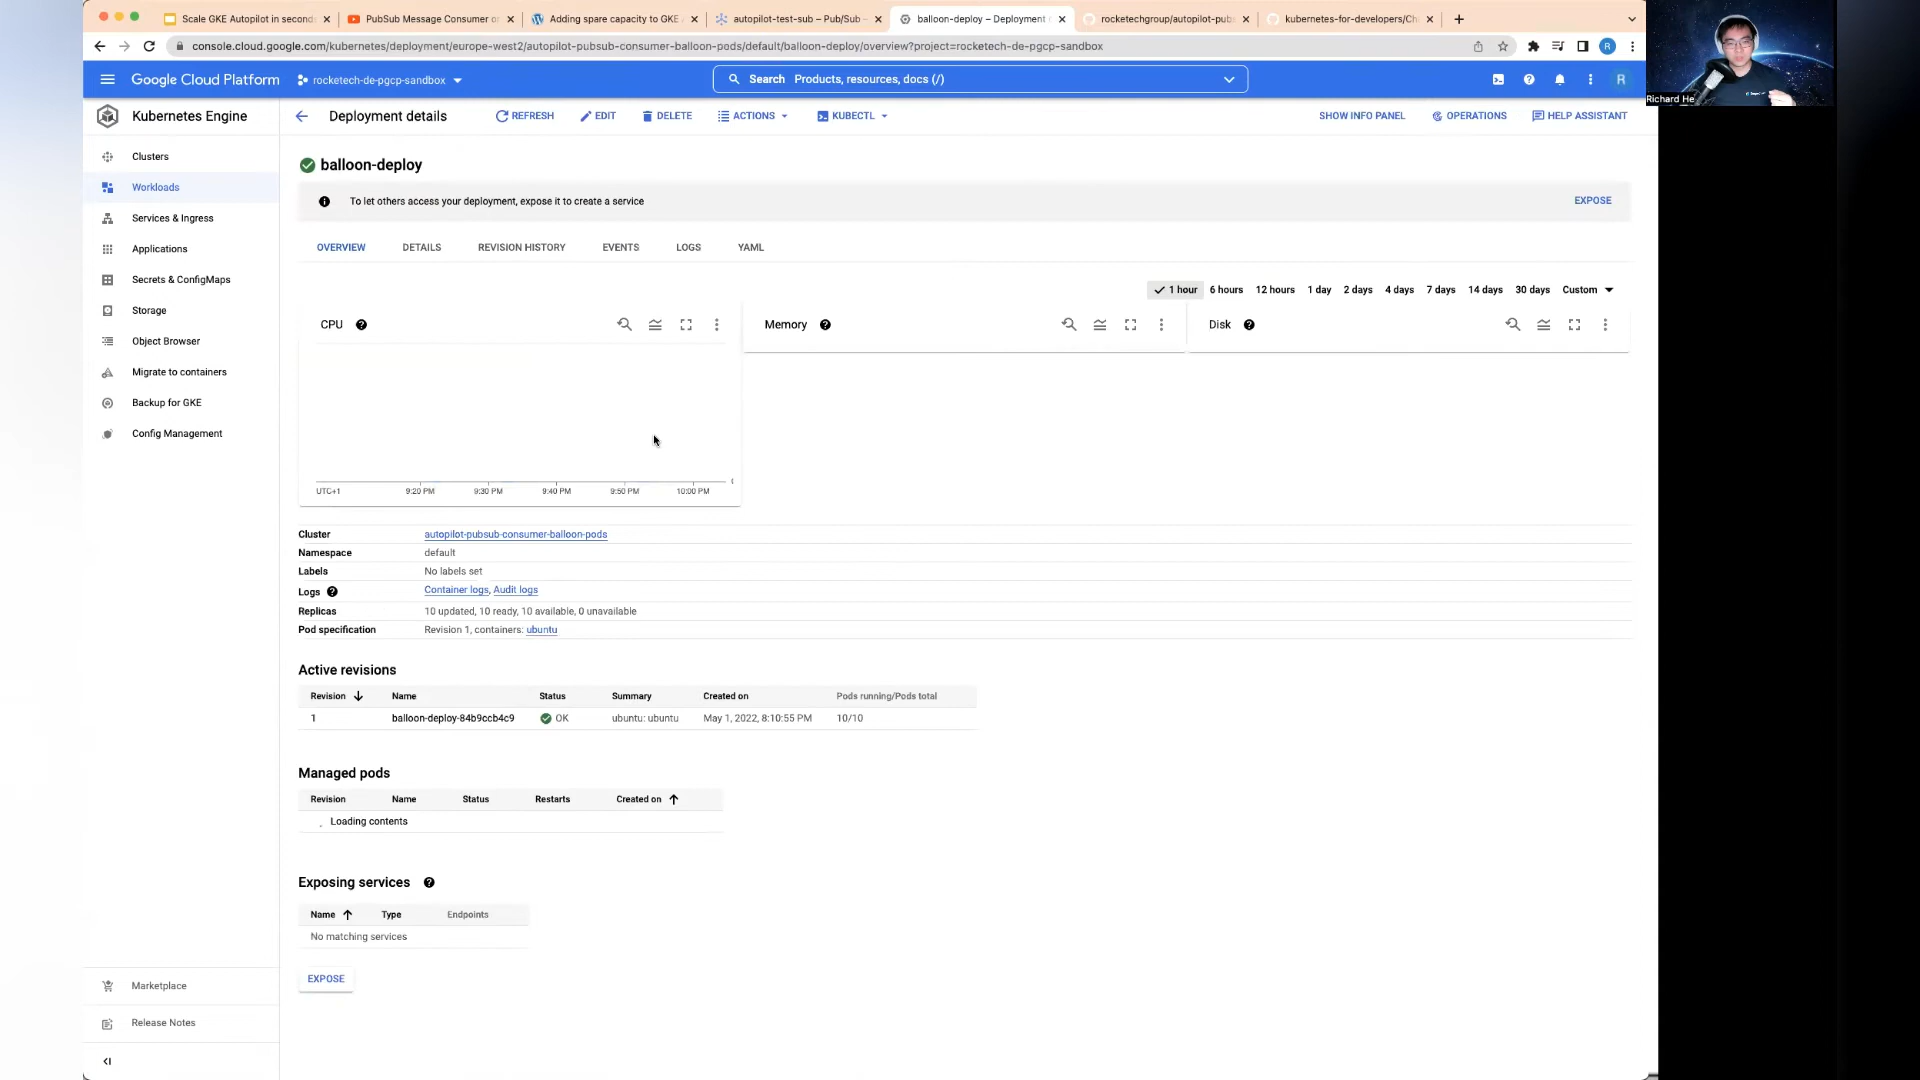 Scale GKE Autopilot in second
PubSub Message Consumer or
Adding spare capacity to GKE
autopilot-test-sub – Pub/Sub –
balloon-deploy – Deployment
rocketechgroup/autopilot-pub
kubernetes-for-developers/Ch
console.cloud.google.com/kubernetes/deployment/europe-west2/autopilot-pubsub-consumer-balloon-pods/default/balloon-deploy/overview?project=rocketech-de-pgcp-sandbox
R
Google Cloud Platform
rocketech-de-pgcp-sandbox
Search Products, resources, docs (/)
R
Richard He
Kubernetes Engine
Deployment details
REFRESH
EDIT
DELETE
ACTIONS
KUBECTL
SHOW INFO PANEL
OPERATIONS
HELP ASSISTANT
Clusters
Workloads
Services & Ingress
Applications
Secrets & ConfigMaps
Storage
Object Browser
Migrate to containers
Backup for GKE
Config Management
Marketplace
Release Notes
balloon-deploy
To let others access your deployment, expose it to create a service
EXPOSE
OVERVIEW
DETAILS
REVISION HISTORY
EVENTS
LOGS
YAML
1 hour
6 hours
12 hours
1 day
2 days
4 days
7 days
14 days
30 days
Custom
CPU
Memory
Disk
UTC+1 9:20 PM 9:30 PM 9:40 PM 9:50 PM 10:00 PM
Cluster autopilot-pubsub-consumer-balloon-pods
Namespace default
Labels No labels set
Logs Container logs, Audit logs
Replicas 10 updated, 10 ready, 10 available, 0 unavailable
Pod specification Revision 1, containers: ubuntu
Active revisions
Revision Name Status Summary Created on Pods running/Pods total
1 balloon-deploy-84b9ccb4c9 OK ubuntu: ubuntu May 1, 2022, 8:10:55 PM 10/10
Managed pods
Revision Name Status Restarts Created on
Loading contents
Exposing services
Name Type Endpoints
No matching services
EXPOSE